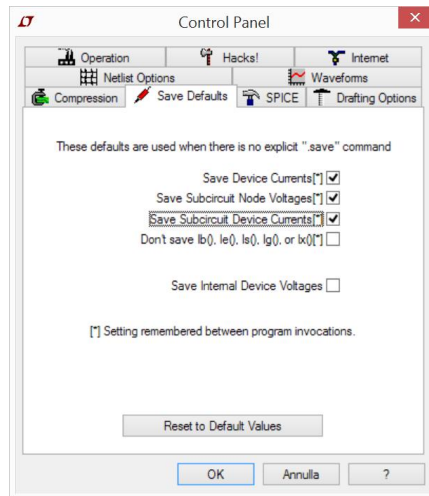 Control Panel
Operation Hacks! Internet
Netlist Options Waveforms
Compression Save Defaults SPICE Drafting Options
These defaults are used when there is no explicit ".save" command
Save Device Currents[*]
Save Subcircuit Node Voltages[*]
Save Subcircuit Device Currents[*]
Don't save Ib(), Ie(), Is(), Ig(), or Ix()[*]
Save Internal Device Voltages
[*] Setting remembered between program invocations.
Reset to Default Values
OK Annulla ?